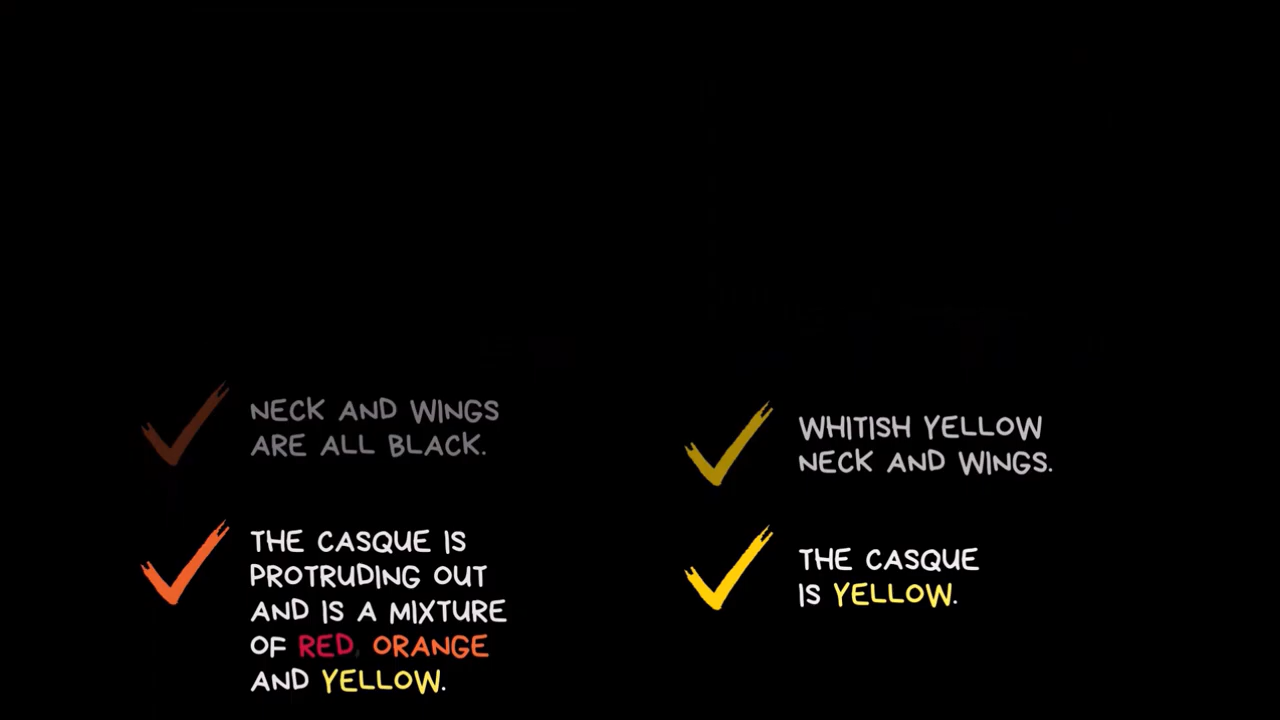 NECK AND WINGS
ARE ALL BLACK.
THE CASQUE IS
PROTRUDING OUT
AND IS A MIXTURE
OF RED, ORANGE
AND YELLOW.
WHITISH YELLOW
NECK AND WINGS.
THE CASQUE
IS YELLOW.